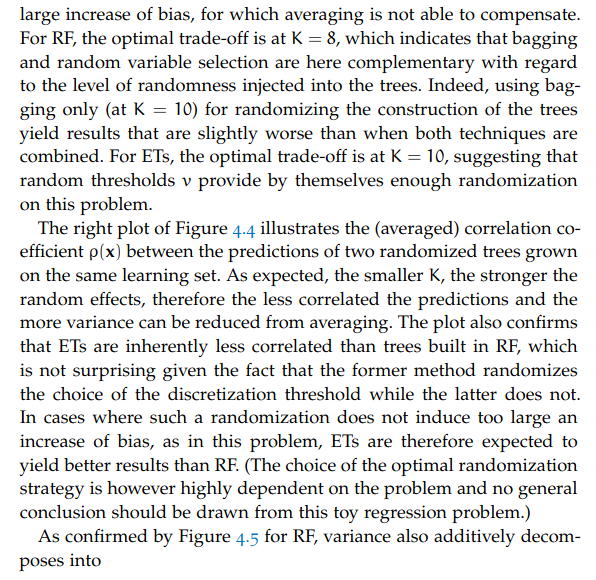 large increase of bias, for which averaging is not able to compensate.
For RF, the optimal trade-off is at K = 8, which indicates that bagging
and random variable selection are here complementary with regard
to the level of randomness injected into the trees. Indeed, using bag-
ging only (at K = 10) for randomizing the construction of the trees
yield results that are slightly worse than when both techniques are
combined. For ETs, the optimal trade-off is at K = 10, suggesting that
random thresholds v provide by themselves enough randomization
on this problem.
The right plot of Figure 4.4 illustrates the (averaged) correlation co-
efficient ρ(x) between the predictions of two randomized trees grown
on the same learning set. As expected, the smaller K, the stronger the
random effects, therefore the less correlated the predictions and the
more variance can be reduced from averaging. The plot also confirms
that ETs are inherently less correlated than trees built in RF, which
is not surprising given the fact that the former method randomizes
the choice of the discretization threshold while the latter does not.
In cases where such a randomization does not induce too large an
increase of bias, as in this problem, ETs are therefore expected to
yield better results than RF. (The choice of the optimal randomization
strategy is however highly dependent on the problem and no general
conclusion should be drawn from this toy regression problem.)
As confirmed by Figure 4.5 for RF, variance also additively decom-
poses into